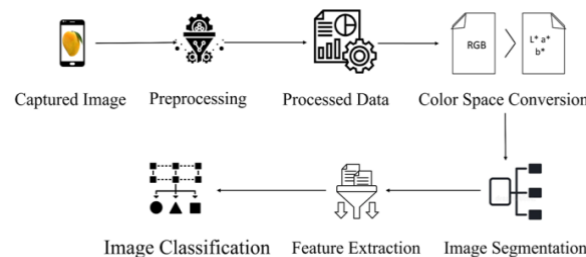 RGB
L* a*
b*
Captured Image
Preprocessing
Processed Data
Color Space Conversion
Image Classification
Feature Extraction
Image Segmentation